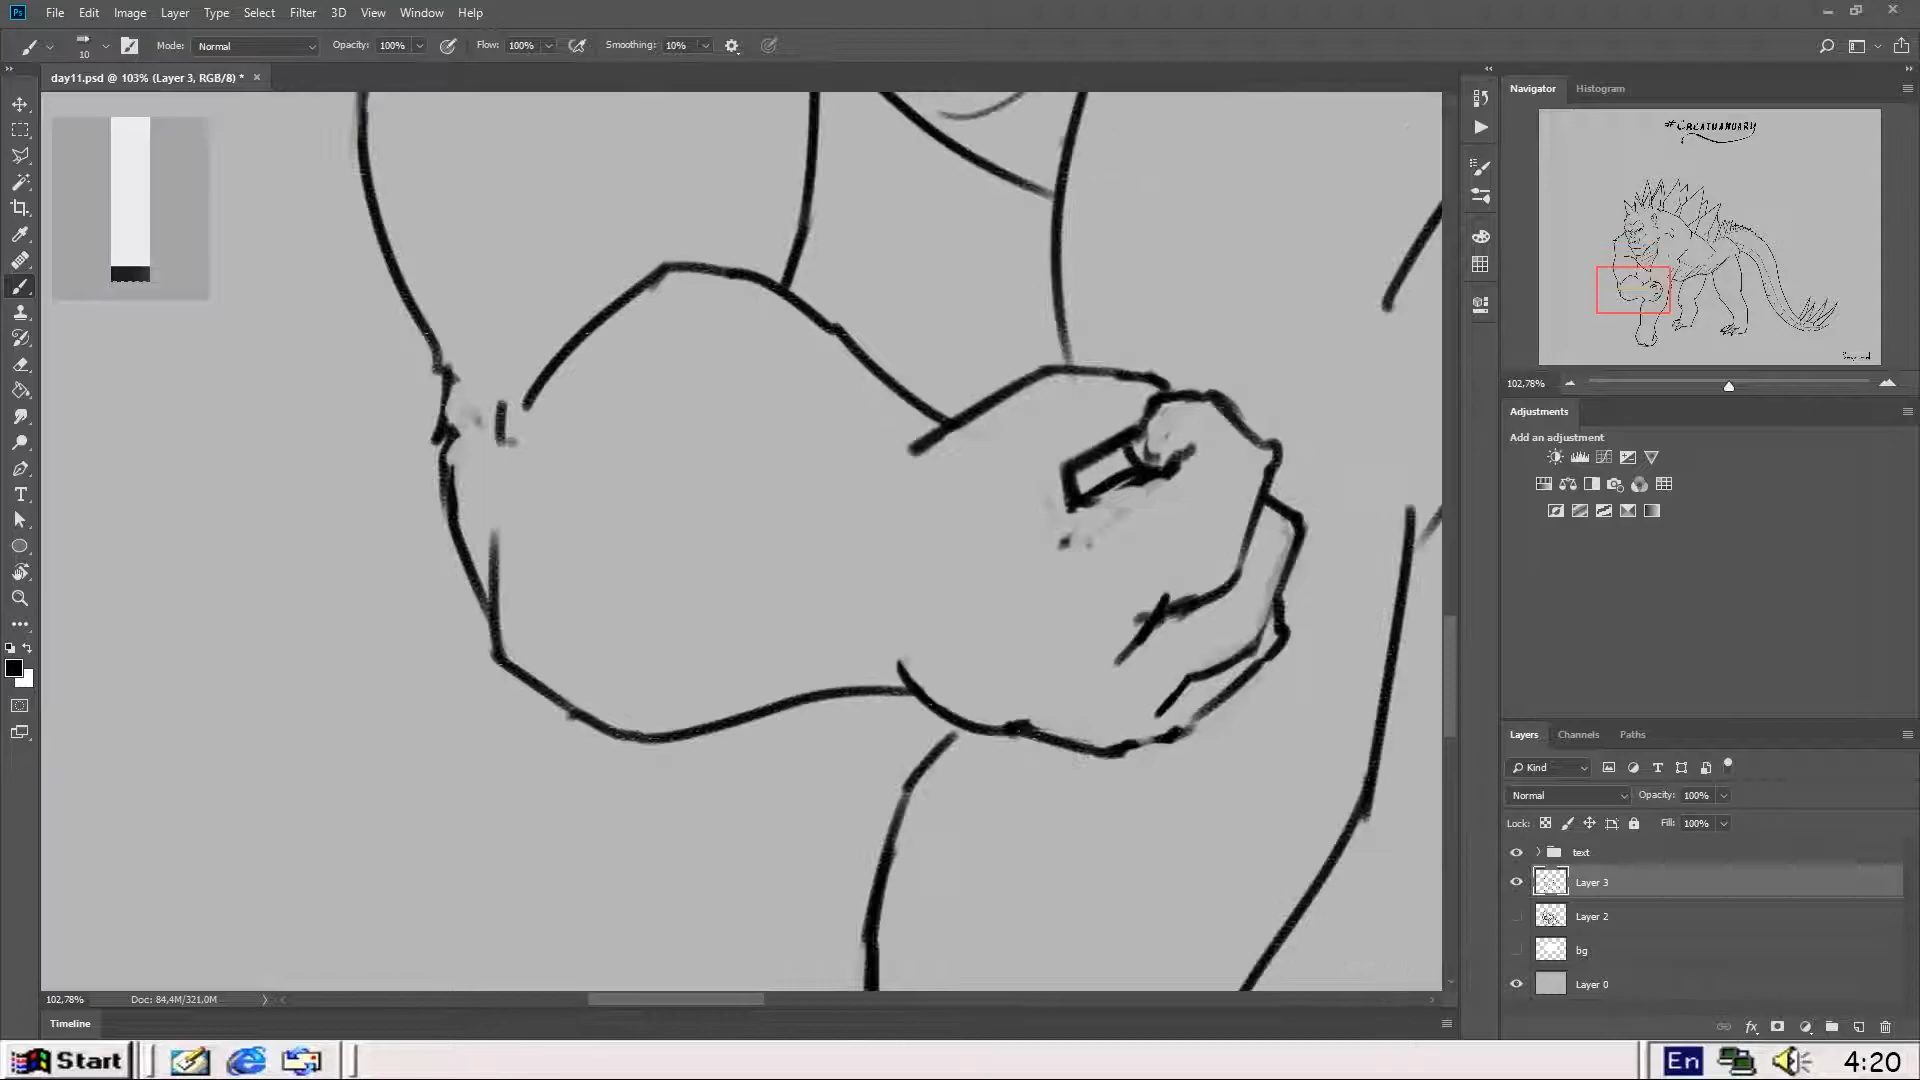 Ps File Edit Image Layer Type Select Filter 3D View Window Help
10 Mode: Normal Opacity: 100% Flow: 100% Smoothing: 10%
day11.psd @ 103% (Layer 3, RGB/8) *
Navigator Histogram
#CREATUANUARY
102,78%
Adjustments
Add an adjustment
Layers Channels Paths
Kind
Normal Opacity: 100%
Lock: Fill: 100%
text
Layer 3
Layer 2
bg
Layer 0
102,78% Doc: 84,4M/321,0M
Timeline
Start En 4:20